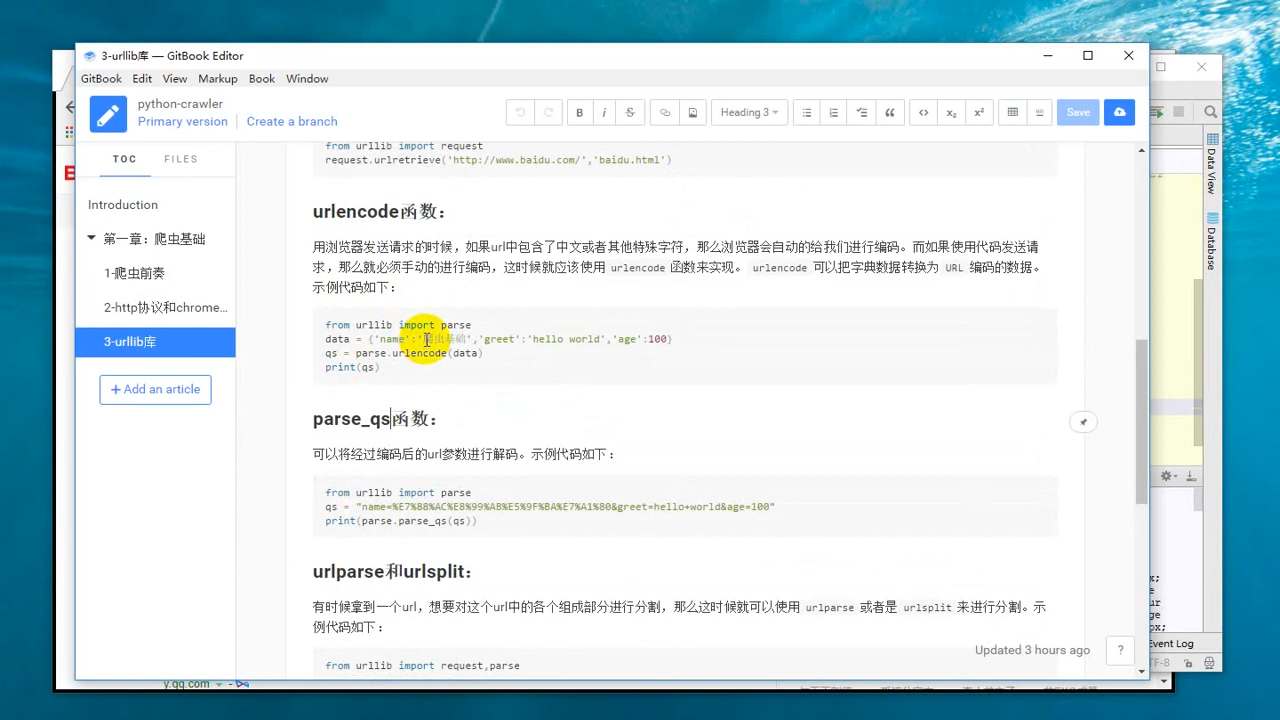 3-urllib库 — GitBook Editor
GitBook Edit View Markup Book Window
python-crawler
Primary version Create a branch
B i S Heading 3 x₂ x² Save
TOC FILES
Introduction
第一章：爬虫基础
1-爬虫前奏
2-http协议和chrome...
3-urllib库
+ Add an article
from urllib import request
request.urlretrieve('http://www.baidu.com/','baidu.html')
urlencode函数：
用浏览器发送请求的时候，如果url中包含了中文或者其他特殊字符，那么浏览器会自动的给我们进行编码。而如果使用代码发送请
求，那么就必须手动的进行编码，这时候就应该使用 urlencode 函数来实现。 urlencode 可以把字典数据转换为 URL 编码的数据。
示例代码如下：
from urllib import parse
data = {'name':'爬虫基础','greet':'hello world','age':100}
qs = parse.urlencode(data)
print(qs)
parse_qs函数：
可以将经过编码后的url参数进行解码。示例代码如下：
from urllib import parse
qs = "name=%E7%88%AC%E8%99%AB%E5%9F%BA%E7%A1%80&greet=hello+world&age=100"
print(parse.parse_qs(qs))
urlparse和urlsplit：
有时候拿到一个url，想要对这个url中的各个组成部分进行分割，那么这时候就可以使用 urlparse 或者是 urlsplit 来进行分割。示
例代码如下：
from urllib import request,parse
Updated 3 hours ago
?
Data View
Database
Event Log
y.qq.com